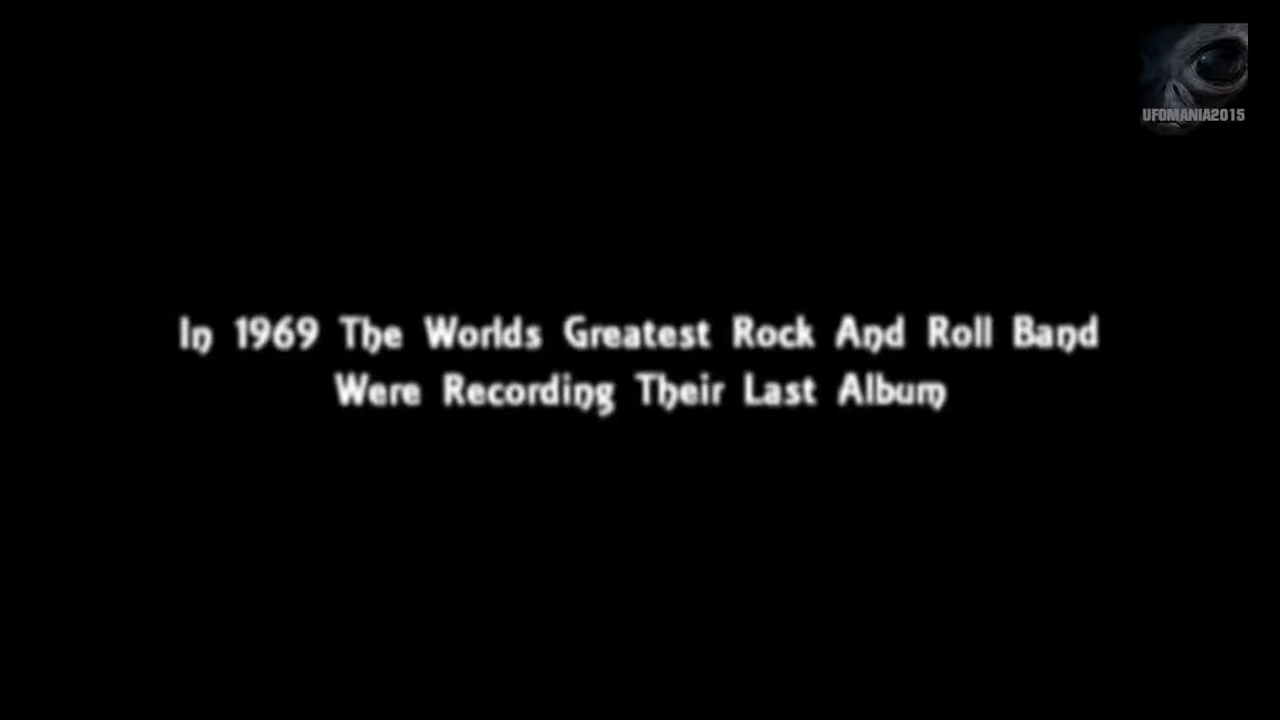 UFOMANIA2015
In 1969 The Worlds Greatest Rock And Roll Band
Were Recording Their Last Album